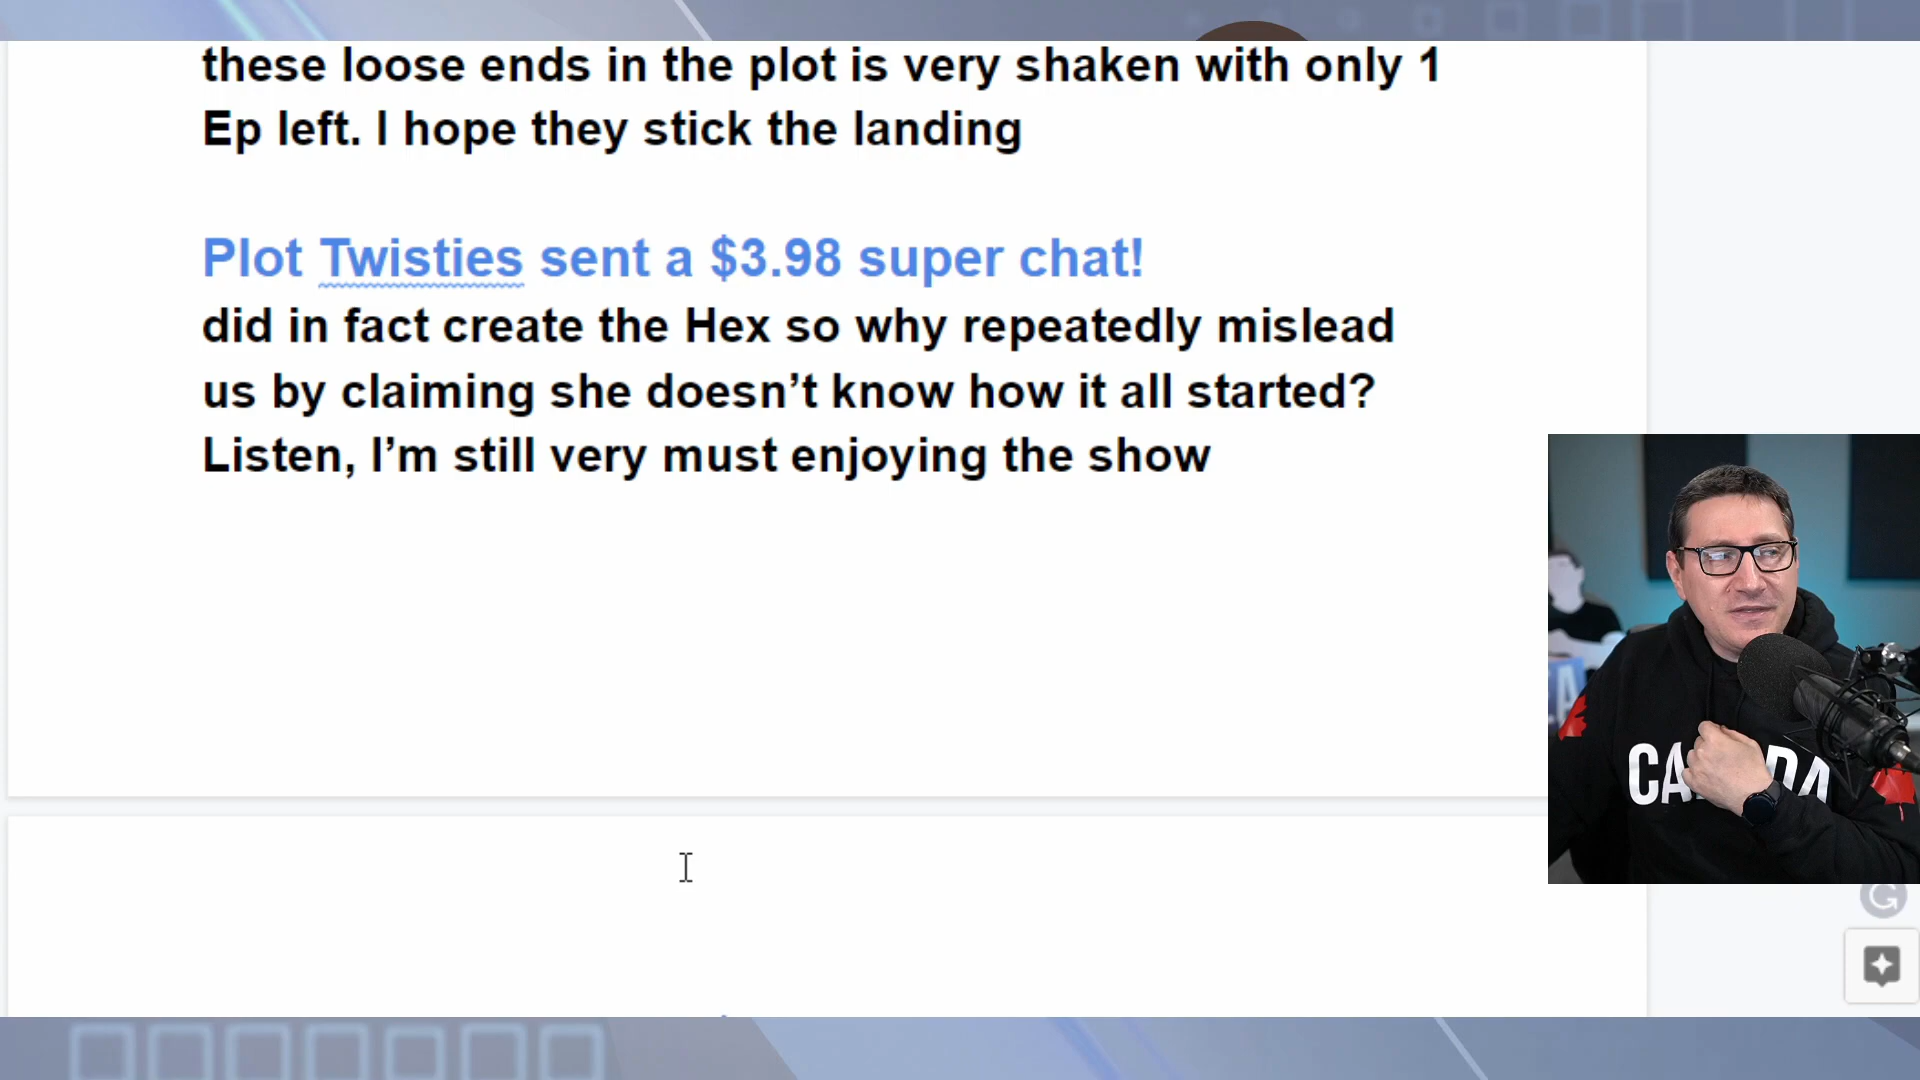 these loose ends in the plot is very shaken with only 1
Ep left. I hope they stick the landing
Plot Twisties sent a $3.98 super chat!
did in fact create the Hex so why repeatedly mislead
us by claiming she doesn’t know how it all started?
Listen, I’m still very must enjoying the show